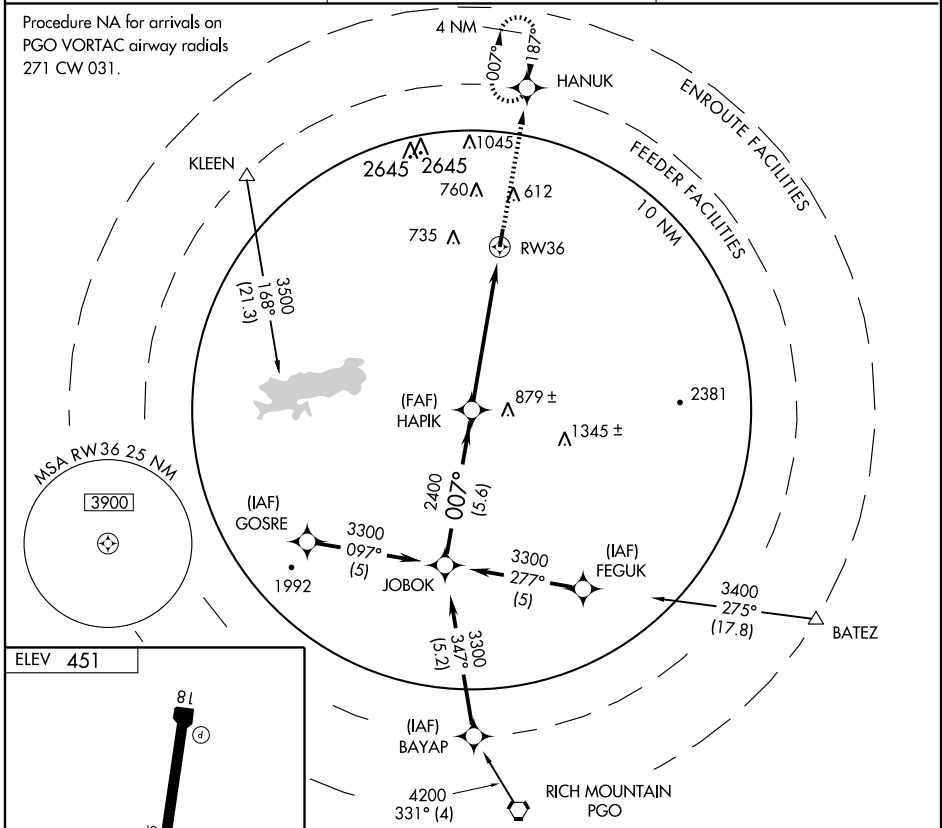 Procedure NA for arrivals on
PGO VORTAC airway radials
271 CW 031.
4 NM
007°
187°
HANUK
ENROUTE FACILITIES
FEEDER FACILITIES
10 NM
KLEEN
2645
2645
1045
760
612
735
RW36
3500
168°
(21.3)
(FAF)
HAPIK
879 ±
1345 ±
2381
MSA RW36 25 NM
3900
2400
007°
(5.6)
(IAF)
GOSRE
3300
097°
(5)
1992
JOBOK
3300
277°
(5)
(IAF)
FEGUK
3400
275°
(17.8)
BATEZ
3300
347°
(5.2)
(IAF)
BAYAP
4200
331° (4)
RICH MOUNTAIN
PGO
ELEV 451
18
P